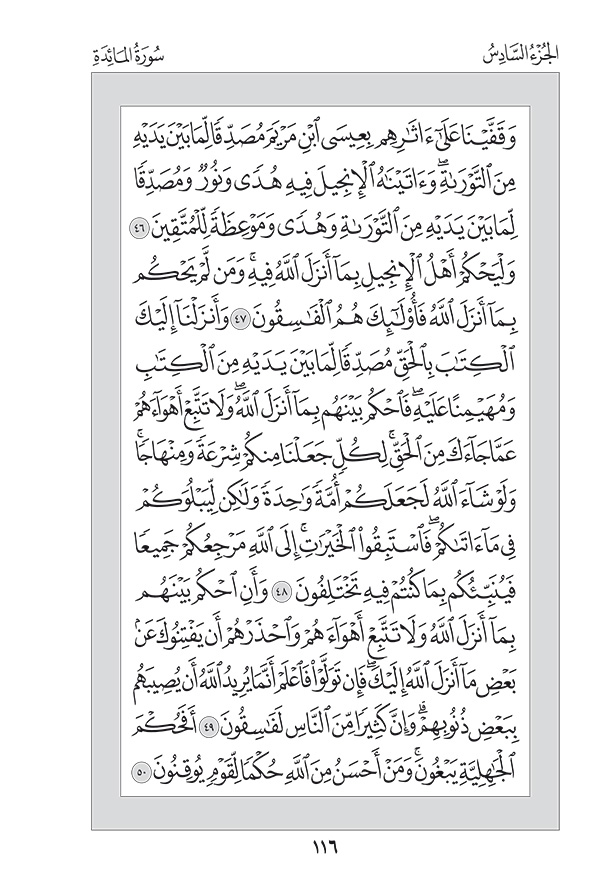 الجُزْءُ السَّادِسُ
سُورَةُ المَائِدَةِ
وَقَفَّيْنَا عَلَىٰٓ ءَاثَٰرِهِم بِعِيسَى ٱبْنِ مَرْيَمَ مُصَدِّقٗا لِّمَا بَيْنَ يَدَيْهِ
مِنَ ٱلتَّوْرَىٰةِۖ وَءَاتَيْنَٰهُ ٱلْإِنجِيلَ فِيهِ هُدٗى وَنُورٞ وَمُصَدِّقٗا
لِّمَا بَيْنَ يَدَيْهِ مِنَ ٱلتَّوْرَىٰةِ وَهُدٗى وَمَوْعِظَةٗ لِّلْمُتَّقِينَ ٤٦
وَلْيَحْكُمْ أَهْلُ ٱلْإِنجِيلِ بِمَآ أَنزَلَ ٱللَّهُ فِيهِۚ وَمَن لَّمْ يَحْكُم
بِمَآ أَنزَلَ ٱللَّهُ فَأُوْلَٰٓئِكَ هُمُ ٱلْفَٰسِقُونَ ٤٧ وَأَنزَلْنَآ إِلَيْكَ
ٱلْكِتَٰبَ بِٱلْحَقِّ مُصَدِّقٗا لِّمَا بَيْنَ يَدَيْهِ مِنَ ٱلْكِتَٰبِ
وَمُهَيْمِنًا عَلَيْهِۖ فَٱحْكُم بَيْنَهُم بِمَآ أَنزَلَ ٱللَّهُۖ وَلَا تَتَّبِعْ أَهْوَآءَهُمْ
عَمَّا جَآءَكَ مِنَ ٱلْحَقِّۚ لِكُلّٖ جَعَلْنَا مِنكُمْ شِرْعَةٗ وَمِنْهَاجٗاۚ
وَلَوْ شَآءَ ٱللَّهُ لَجَعَلَكُمْ أُمَّةٗ وَٰحِدَةٗ وَلَٰكِن لِّيَبْلُوَكُمْ
فِي مَآ ءَاتَىٰكُمْۖ فَٱسْتَبِقُواْ ٱلْخَيْرَٰتِۚ إِلَى ٱللَّهِ مَرْجِعُكُمْ جَمِيعٗا
فَيُنَبِّئُكُم بِمَا كُنتُمْ فِيهِ تَخْتَلِفُونَ ٤٨ وَأَنِ ٱحْكُم بَيْنَهُم
بِمَآ أَنزَلَ ٱللَّهُ وَلَا تَتَّبِعْ أَهْوَآءَهُمْ وَٱحْذَرْهُمْ أَن يَفْتِنُوكَ عَنۢ
بَعْضِ مَآ أَنزَلَ ٱللَّهُ إِلَيْكَۖ فَإِن تَوَلَّوْاْ فَٱعْلَمْ أَنَّمَا يُرِيدُ ٱللَّهُ أَن يُصِيبَهُم
بِبَعْضِ ذُنُوبِهِمْۗ وَإِنَّ كَثِيرٗا مِّنَ ٱلنَّاسِ لَفَٰسِقُونَ ٤٩ أَفَحُكْمَ
ٱلْجَٰهِلِيَّةِ يَبْغُونَۚ وَمَنْ أَحْسَنُ مِنَ ٱللَّهِ حُكْمٗا لِّقَوْمٖ يُوقِنُونَ ٥٠
١١٦